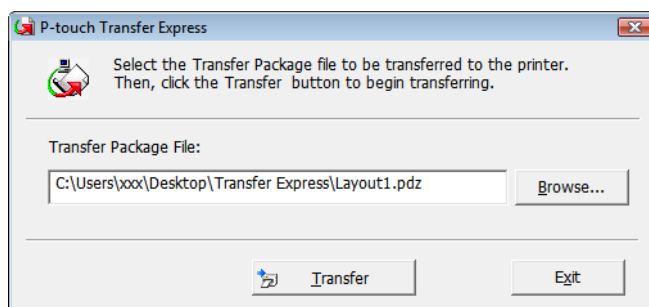 P-touch Transfer Express
Select the Transfer Package file to be transferred to the printer.
Then, click the Transfer button to begin transferring.
Transfer Package File:
C:\Users\xxx\Desktop\Transfer Express\Layout1.pdz
Browse...
Transfer
Exit